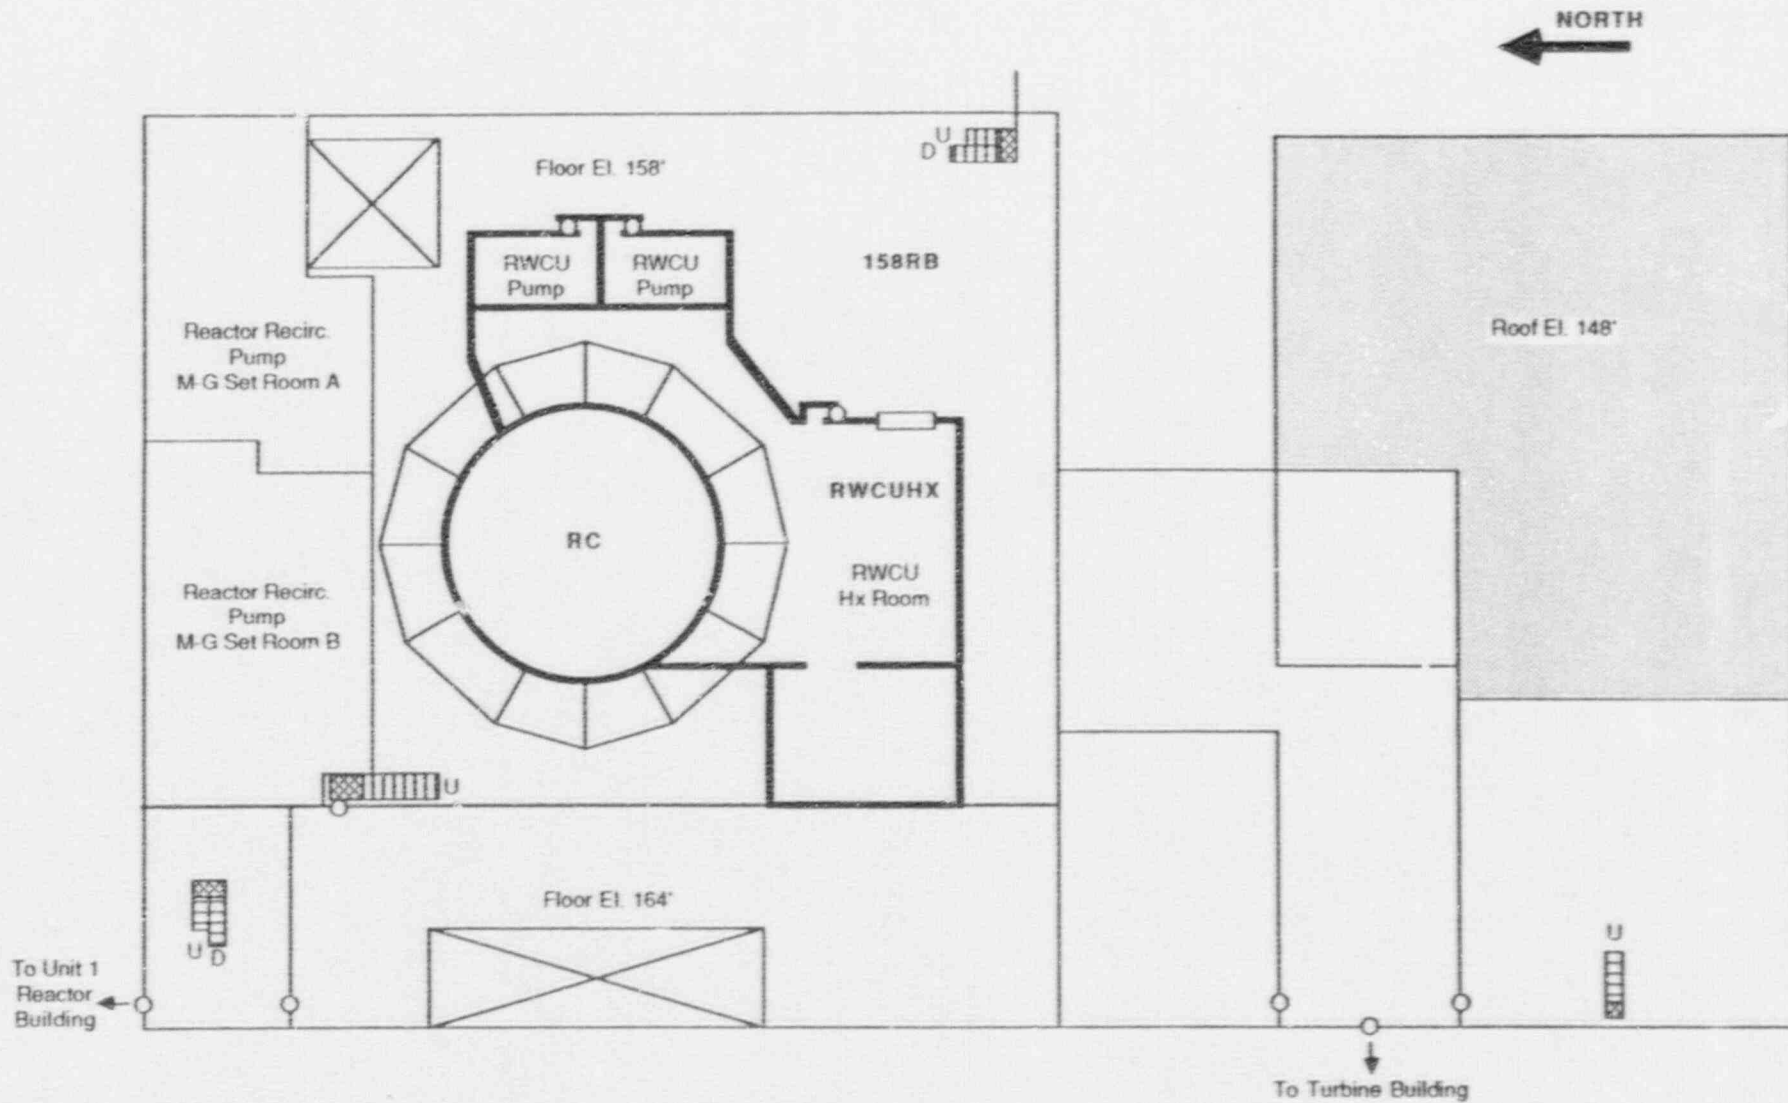 NORTH
U
D
Floor El. 158'
RWCU
Pump
RWCU
Pump
158RB
Roof El. 148'
Reactor Recirc.
Pump
M-G Set Room A
RWCUHX
RC
RWCU
Hx Room
Reactor Recirc.
Pump
M-G Set Room B
U
Floor El. 164'
U
D
U
To Unit 1
Reactor
Building
To Turbine Building